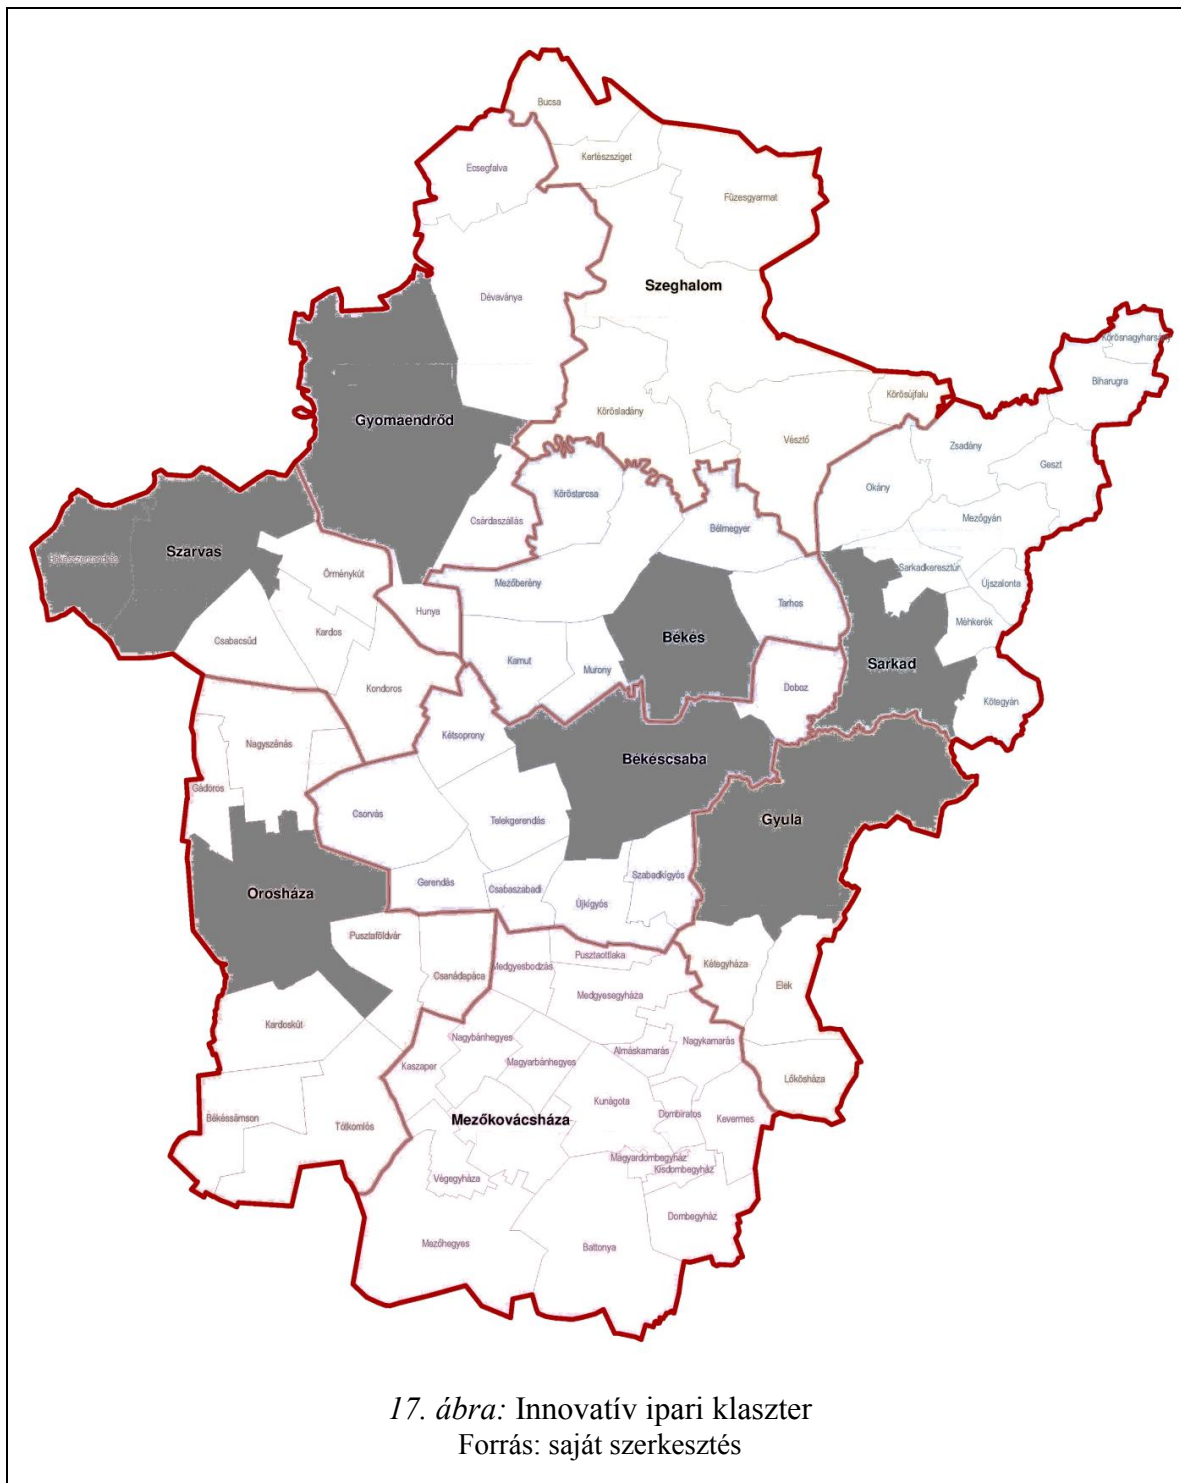 Bucsa
Ecsegfalva
Kertészsziget
Füzesgyarmat
Szeghalom
Dévaványa
Körösnagyharsány
Biharugra
Körösújfalu
Körösladány
Gyomaendrőd
Vésztő
Zsadány
Geszt
Okány
Köröstarcsa
Csárdaszállás
Bélmegyer
Mezőgyán
Szarvas
Békésszentandrás
Örménykút
Mezőberény
Sarkadkeresztúr
Újszalonta
Hunya
Tarhos
Méhkerék
Kardos
Csabacsűd
Békés
Kamut
Murony
Sarkad
Kondoros
Doboz
Kötegyán
Kétsoprony
Nagyszénás
Békéscsaba
Gádoros
Csorvás
Telekgerendás
Gyula
Gerendás
Csabaszabadi
Szabadkígyós
Orosháza
Újkígyós
Pusztaföldvár
Pusztaottlaka
Medgyesbodzás
Kétegyháza
Csanádapáca
Elek
Medgyesegyháza
Kardoskút
Nagybánhegyes
Nagykamarás
Almáskamarás
Magyarbánhegyes
Kaszaper
Lőkösháza
Kunágota
Dombiratos
Békéssámson
Mezőkovácsháza
Kevermes
Tótkomlós
Magyardombegyház
Kisdombegyház
Végegyháza
Dombegyház
Mezőhegyes
Battonya
17. ábra: Innovatív ipari klaszter
Forrás: saját szerkesztés